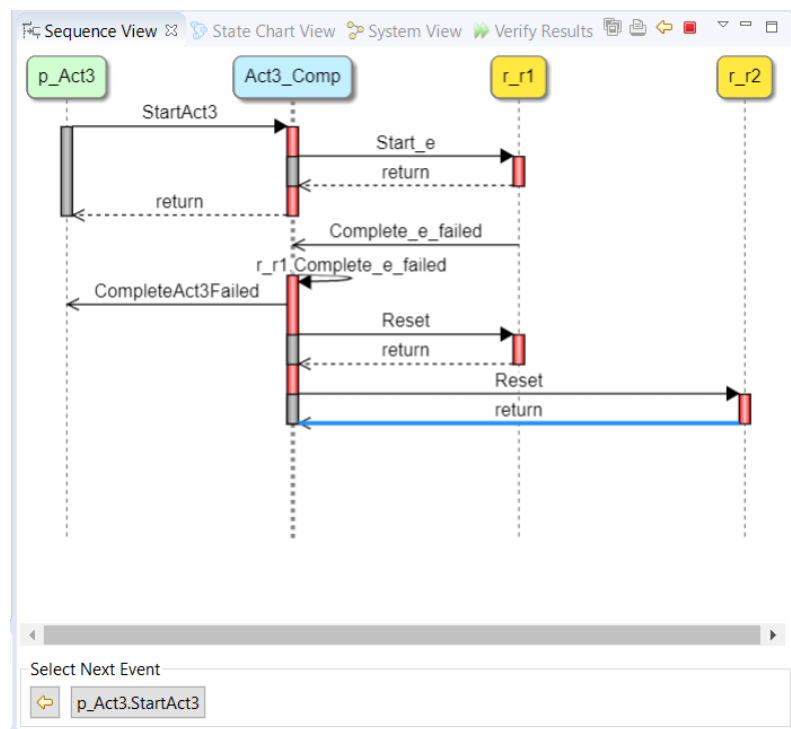 Sequence View State Chart View System View Verify Results
p_Act3 Act3_Comp r_r1 r_r2
StartAct3
Start_e
return
return
Complete_e_failed
r_r1.Complete_e_failed
CompleteAct3Failed
Reset
return
Reset
return
Select Next Event
p_Act3.StartAct3